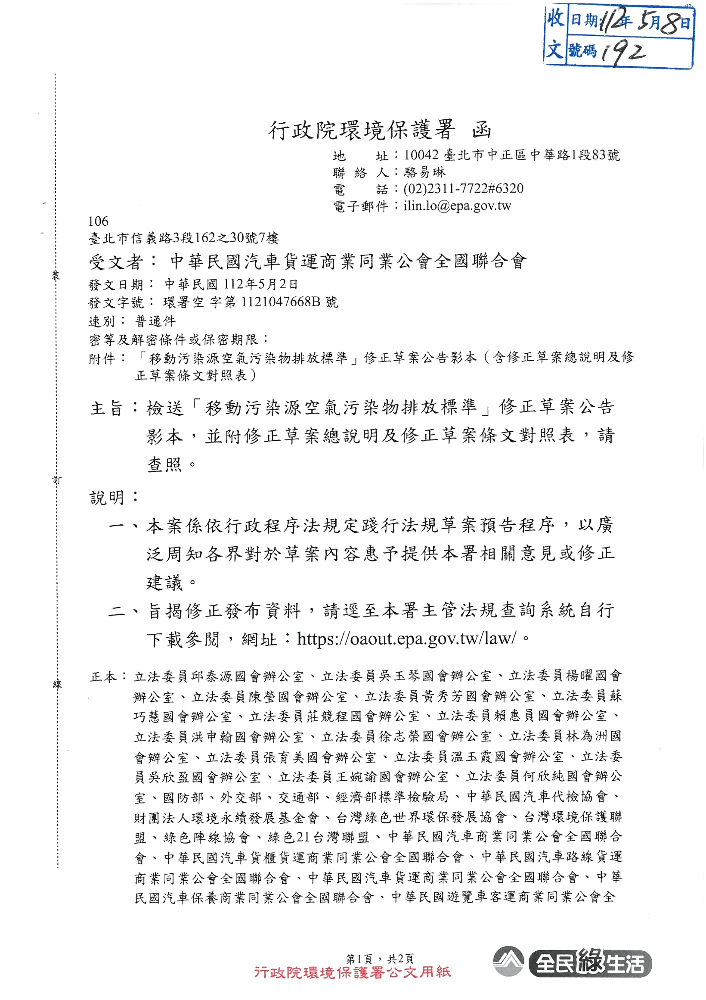 收文 日期:112年5月8日
號碼 192
行政院環境保護署 函
地 址：10042 臺北市中正區中華路1段83號
聯 絡 人：駱易琳
電 話：(02)2311-7722#6320
電子郵件：ilin.lo@epa.gov.tw
106
臺北市信義路3段162之30號7樓
受文者： 中華民國汽車貨運商業同業公會全國聯合會
發文日期： 中華民國 112年5月2日
發文字號： 環署空 字第 1121047668B 號
速別： 普通件
密等及解密條件或保密期限：
附件： 「移動污染源空氣污染物排放標準」修正草案公告影本（含修正草案總說明及修
正草案條文對照表）
主旨：檢送「移動污染源空氣污染物排放標準」修正草案公告
影本，並附修正草案總說明及修正草案條文對照表，請
查照。
說明：
一、本案係依行政程序法規定踐行法規草案預告程序，以廣
泛周知各界對於草案內容惠予提供本署相關意見或修正
建議。
二、旨揭修正發布資料，請逕至本署主管法規查詢系統自行
下載參閱，網址：https://oaout.epa.gov.tw/law/。
正本：立法委員邱泰源國會辦公室、立法委員吳玉琴國會辦公室、立法委員楊曜國會
辦公室、立法委員陳瑩國會辦公室、立法委員黃秀芳國會辦公室、立法委員蘇
巧慧國會辦公室、立法委員莊競程國會辦公室、立法委員賴惠員國會辦公室、
立法委員洪申翰國會辦公室、立法委員徐志榮國會辦公室、立法委員林為洲國
會辦公室、立法委員張育美國會辦公室、立法委員溫玉霞國會辦公室、立法委
員吳欣盈國會辦公室、立法委員王婉諭國會辦公室、立法委員何欣純國會辦公
室、國防部、外交部、交通部、經濟部標準檢驗局、中華民國汽車代檢協會、
財團法人環境永續發展基金會、台灣綠色世界環保發展協會、台灣環境保護聯
盟、綠色陣線協會、綠色21台灣聯盟、中華民國汽車商業同業公會全國聯合
會、中華民國汽車貨櫃貨運商業同業公會全國聯合會、中華民國汽車路線貨運
商業同業公會全國聯合會、中華民國汽車貨運商業同業公會全國聯合會、中華
民國汽車保養商業同業公會全國聯合會、中華民國遊覽車客運商業同業公會全
裝
訂
線
第1頁，共2頁
行政院環境保護署公文用紙
全民綠生活